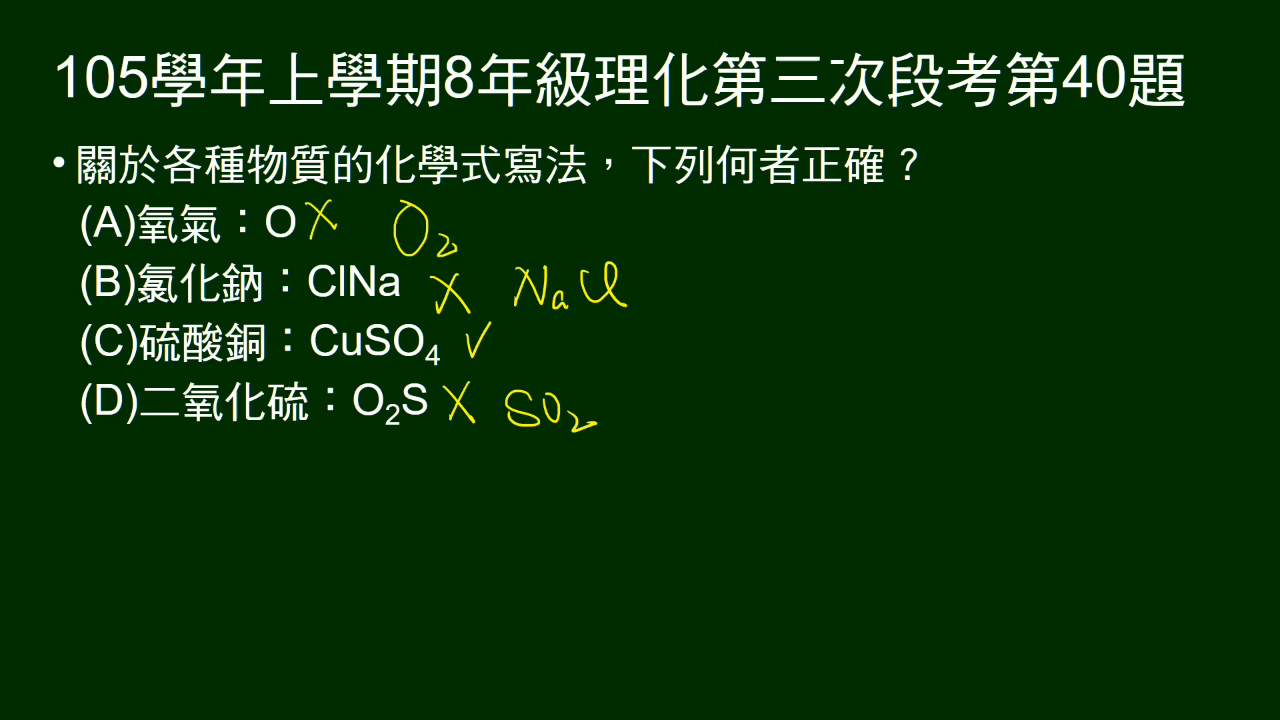 105學年上學期8年級理化第三次段考第40題
•關於各種物質的化學式寫法，下列何者正確？
(A)氧氣：O X O₂
(B)氯化鈉：ClNa X NaCl
(C)硫酸銅：CuSO₄ ✓
(D)二氧化硫：O₂S X SO₂